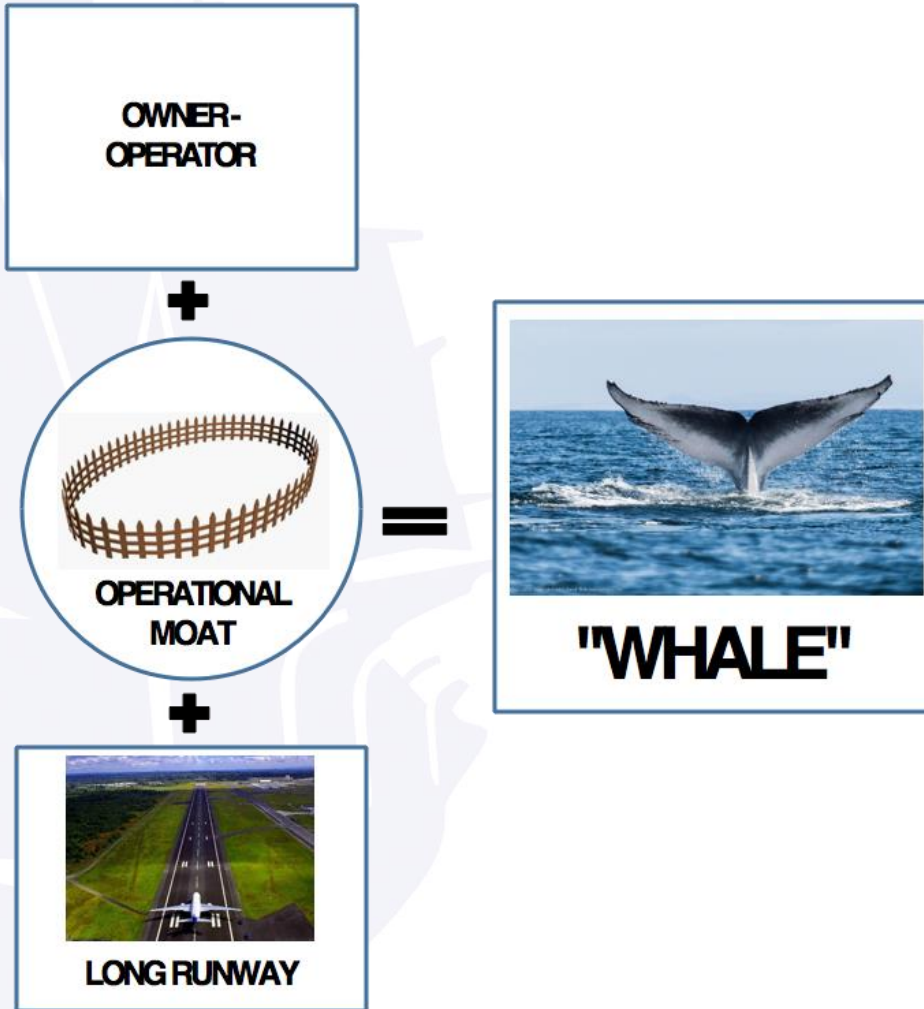 OWNER-
OPERATOR
+
OPERATIONAL
MOAT
=
"WHALE"
+
LONG RUNWAY